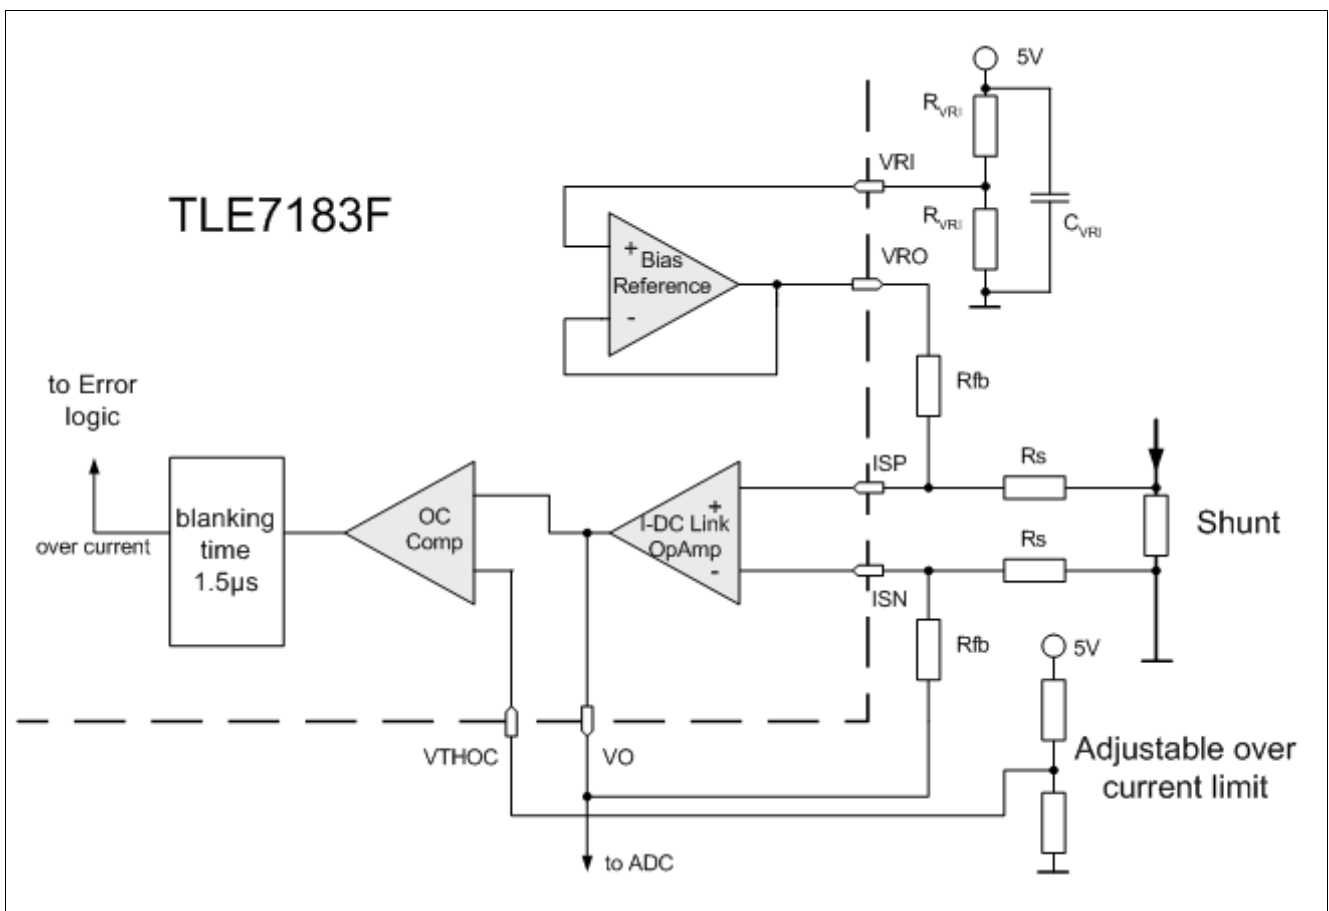 5V
R_VRI
VRI
TLE7183F
R_VRI
C_VRI
+
Bias
Reference
-
VRO
to Error
logic
Rfb
ISP
Rs
over current
blanking
time
1.5µs
OC
Comp
+
I-DC Link
OpAmp
-
Shunt
Rs
ISN
Rfb
5V
VTHOC
VO
Adjustable over
current limit
to ADC